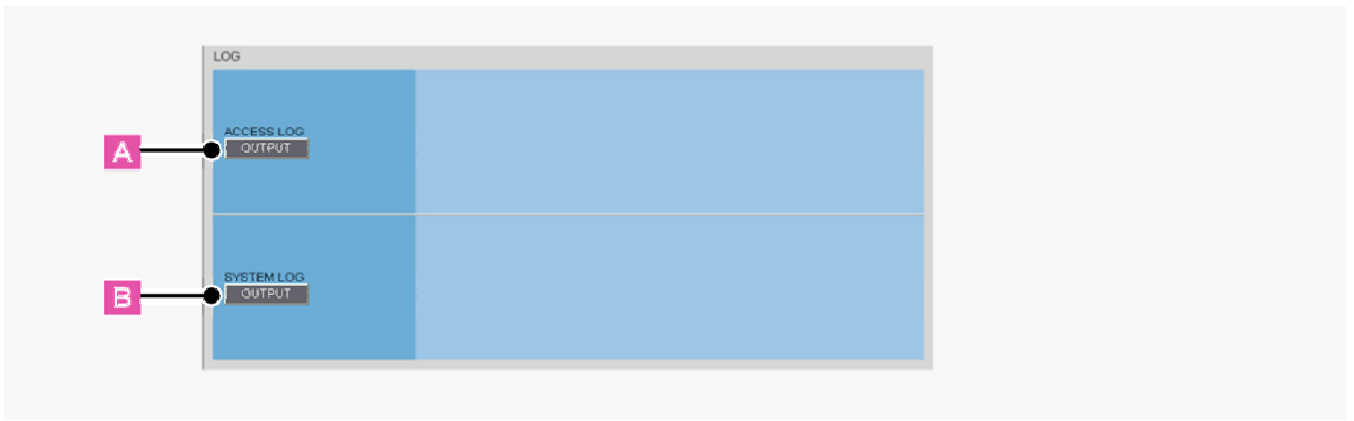 LOG
ACCESS LOG
A
OUTPUT
SYSTEM LOG
B
OUTPUT